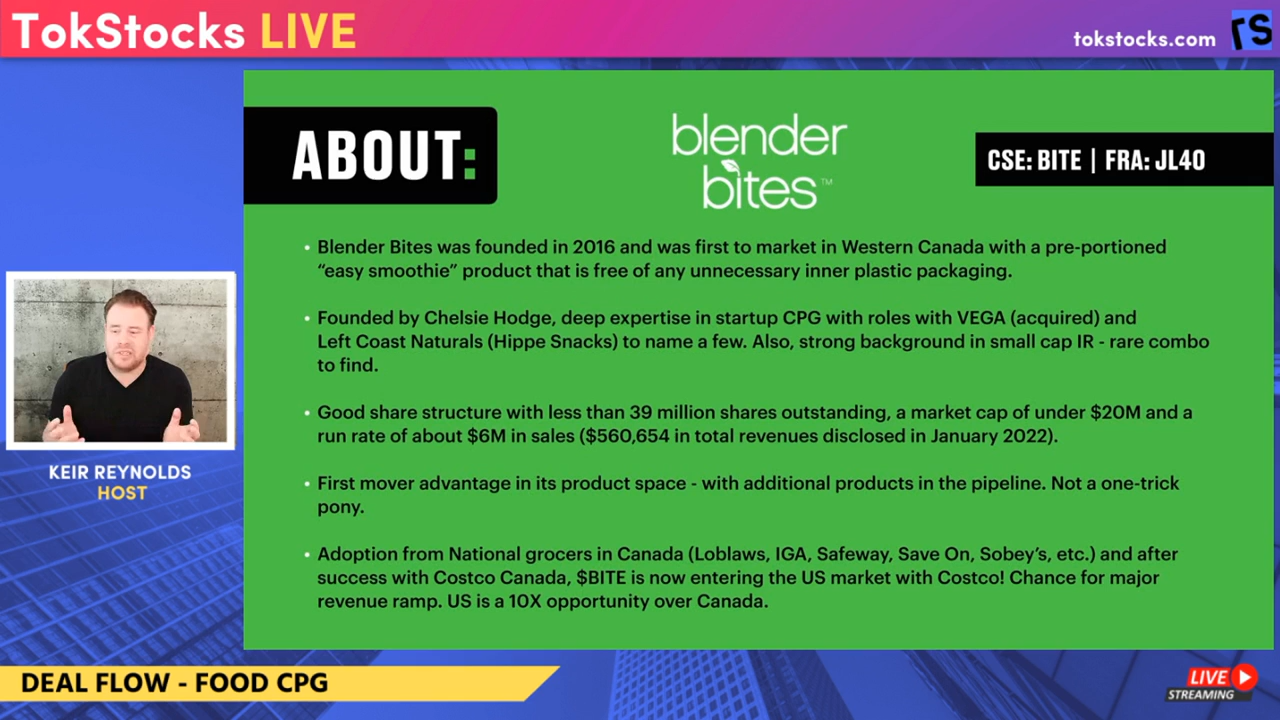 TokStocks LIVE
tokstocks.com
TS
ABOUT:
blender
bites™
CSE: BITE | FRA: JL40
• Blender Bites was founded in 2016 and was first to market in Western Canada with a pre-portioned
“easy smoothie” product that is free of any unnecessary inner plastic packaging.
• Founded by Chelsie Hodge, deep expertise in startup CPG with roles with VEGA (acquired) and
Left Coast Naturals (Hippe Snacks) to name a few. Also, strong background in small cap IR - rare combo
to find.
• Good share structure with less than 39 million shares outstanding, a market cap of under $20M and a
run rate of about $6M in sales ($560,654 in total revenues disclosed in January 2022).
• First mover advantage in its product space - with additional products in the pipeline. Not a one-trick
pony.
• Adoption from National grocers in Canada (Loblaws, IGA, Safeway, Save On, Sobey’s, etc.) and after
success with Costco Canada, $BITE is now entering the US market with Costco! Chance for major
revenue ramp. US is a 10X opportunity over Canada.
KEIR REYNOLDS
HOST
DEAL FLOW - FOOD CPG
LIVE
STREAMING